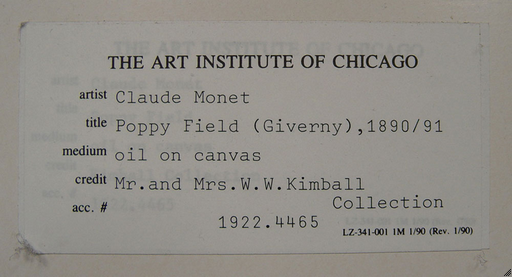 THE ART INSTITUTE OF CHICAGO
artist Claude Monet
title Poppy Field (Giverny),1890/91
medium oil on canvas
credit Mr.and Mrs.W.W.Kimball
Collection
acc. #
1922.4465
LZ-341-001 1M 1/90 (Rev. 1/90)